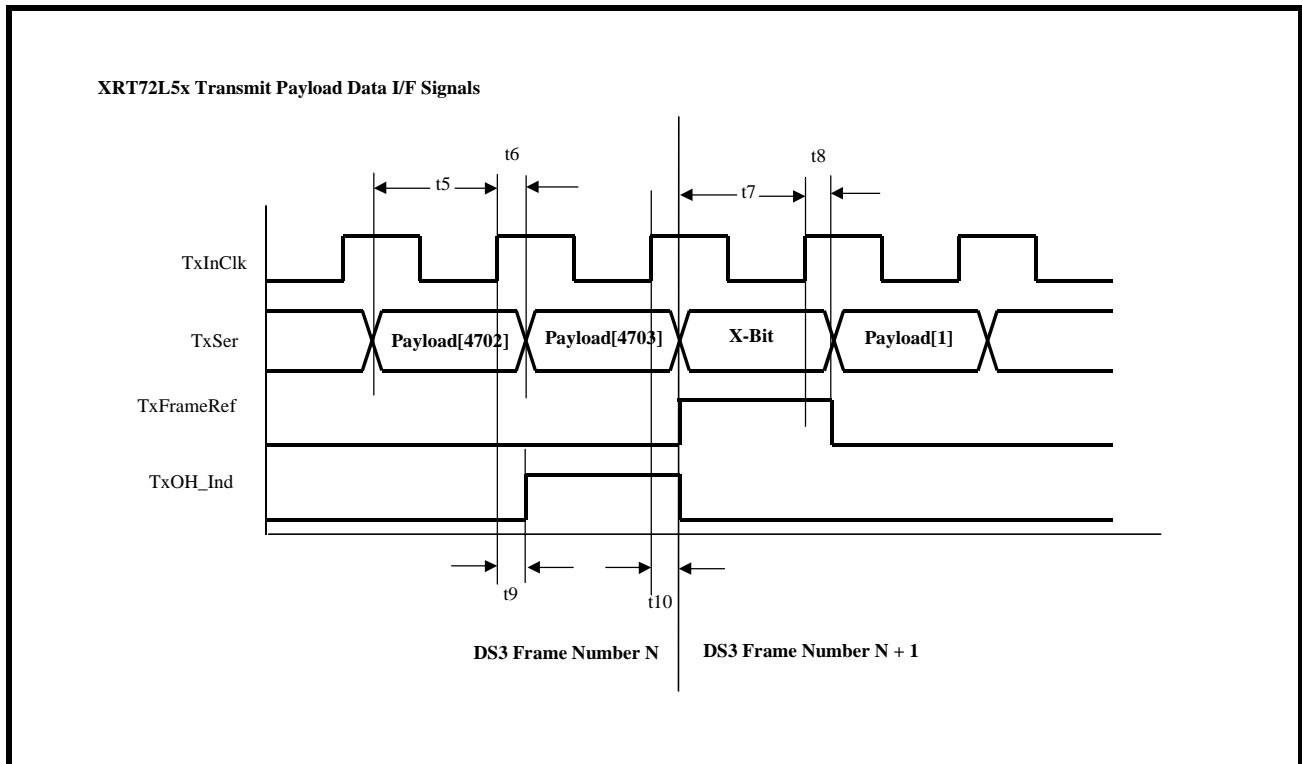 XRT72L5x Transmit Payload Data I/F Signals
t6
t8
t5
t7
TxInClk
TxSer
Payload[4702]
Payload[4703]
X-Bit
Payload[1]
TxFrameRef
TxOH_Ind
t9
t10
DS3 Frame Number N
DS3 Frame Number N + 1